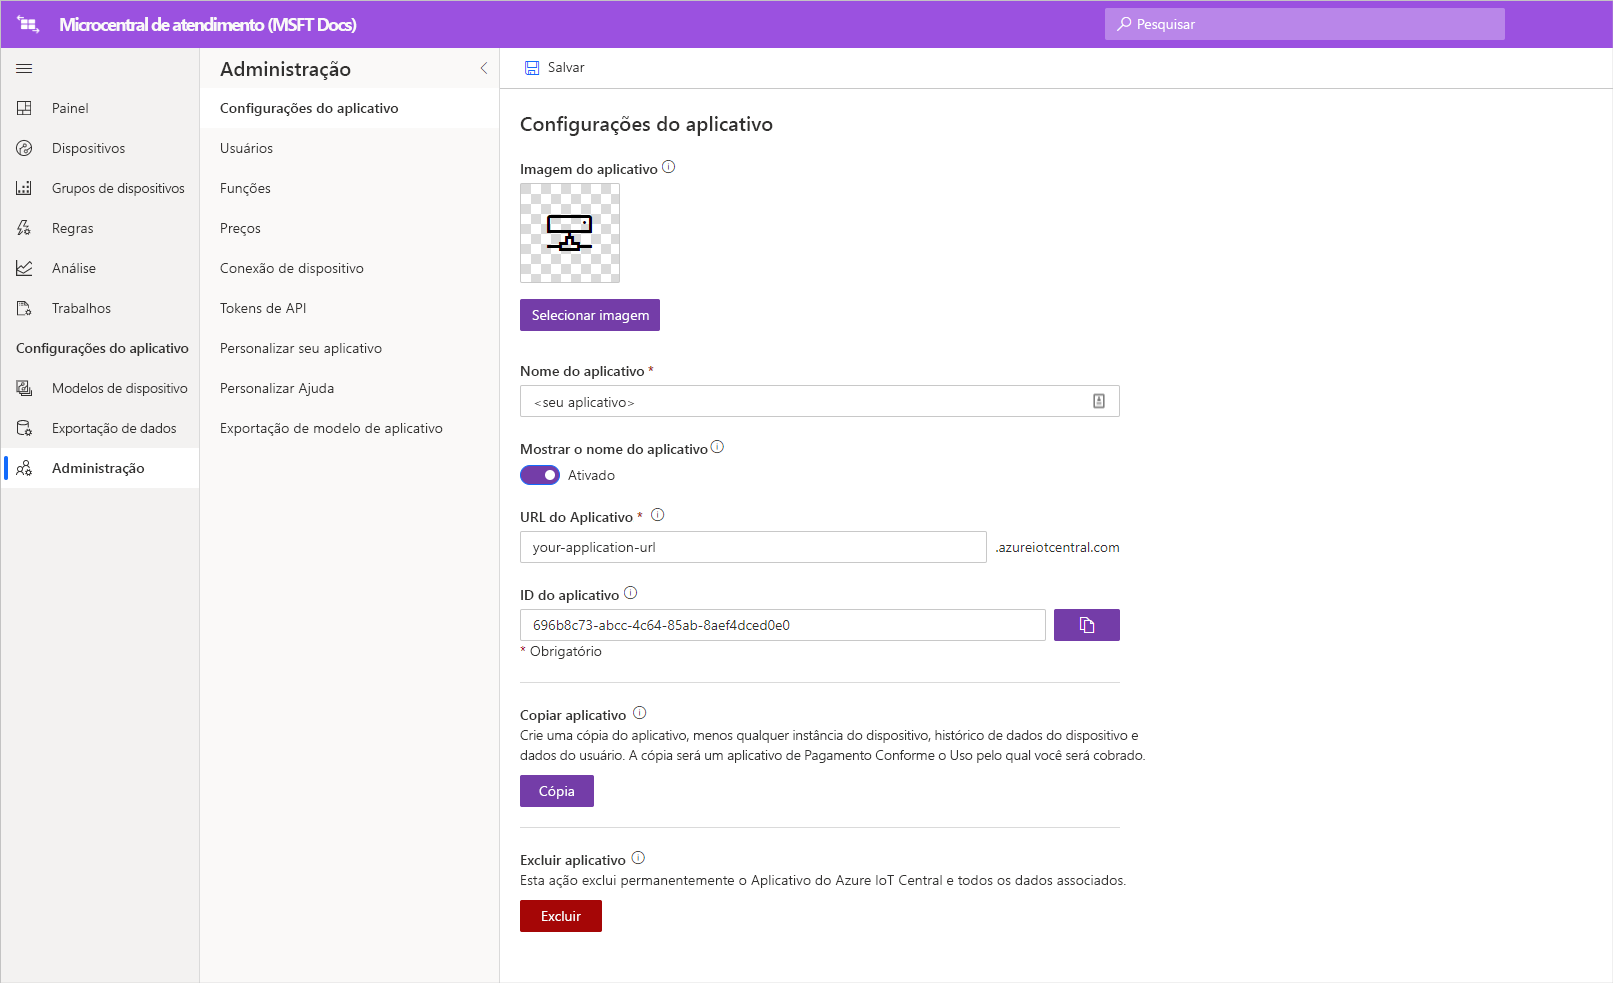 Microcentral de atendimento (MSFT Docs)
Pesquisar
Painel
Dispositivos
Grupos de dispositivos
Regras
Análise
Trabalhos
Configurações do aplicativo
Modelos de dispositivo
Exportação de dados
Administração
Administração
Configurações do aplicativo
Usuários
Funções
Preços
Conexão de dispositivo
Tokens de API
Personalizar seu aplicativo
Personalizar Ajuda
Exportação de modelo de aplicativo
Salvar
Configurações do aplicativo
Imagem do aplicativo
Selecionar imagem
Nome do aplicativo *
<seu aplicativo>
Mostrar o nome do aplicativo
Ativado
URL do Aplicativo *
your-application-url .azureiotcentral.com
ID do aplicativo
696b8c73-abcc-4c64-85ab-8aef4dced0e0
* Obrigatório
Copiar aplicativo
Crie uma cópia do aplicativo, menos qualquer instância do dispositivo, histórico de dados do dispositivo e
dados do usuário. A cópia será um aplicativo de Pagamento Conforme o Uso pelo qual você será cobrado.
Cópia
Excluir aplicativo
Esta ação exclui permanentemente o Aplicativo do Azure IoT Central e todos os dados associados.
Excluir